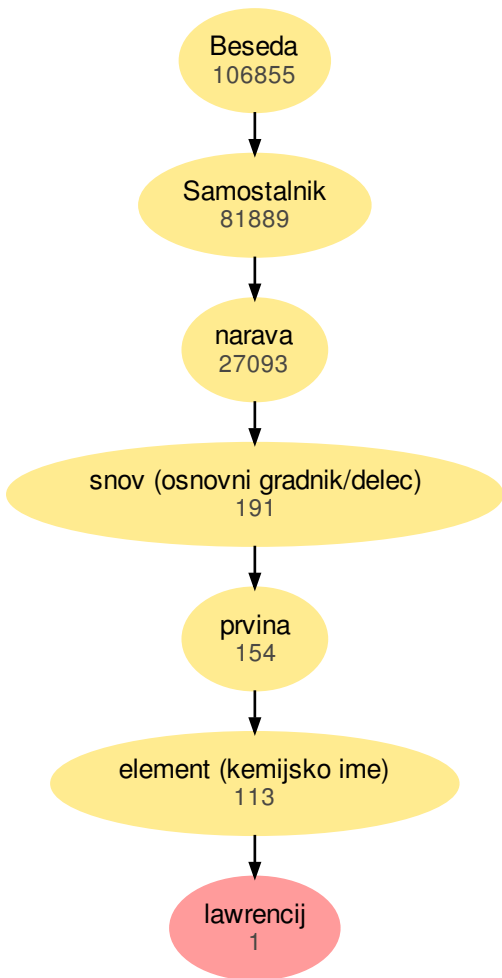 Beseda
106855
Samostalnik
81889
narava
27093
snov (osnovni gradnik/delec)
191
prvina
154
element (kemijsko ime)
113
lawrencij
1